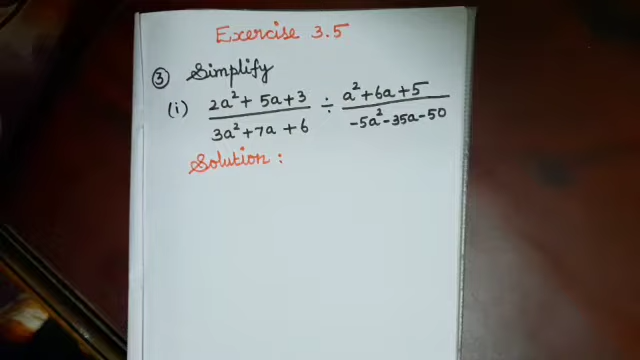 Exercise 3.5
③ Simplify
(i) 2a² + 5a + 3 / 3a² + 7a + 6 ÷ a² + 6a + 5 / -5a² - 35a - 50
Solution :